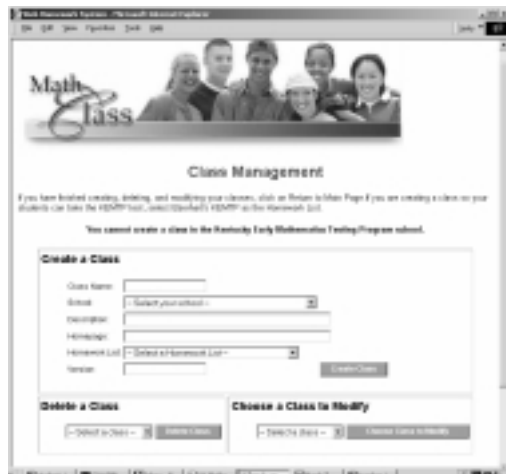 Math Class
Class Management
If you have finished creating, deleting, and modifying your classes, click on Return to Main Page. If you are creating a class so your
students can take the KEMTP test, select as the Homework List.
You cannot create a class in the Kentucky Early Mathematics Testing Program school.
Create a Class
Class Name:
School: -- Select your school --
Description:
Homepage:
Homework List: -- Select a Homework List --
Version:
Create Class
Delete a Class
-- Select a class --
Delete Class
Choose a Class to Modify
-- Select a class --
Choose Class to Modify